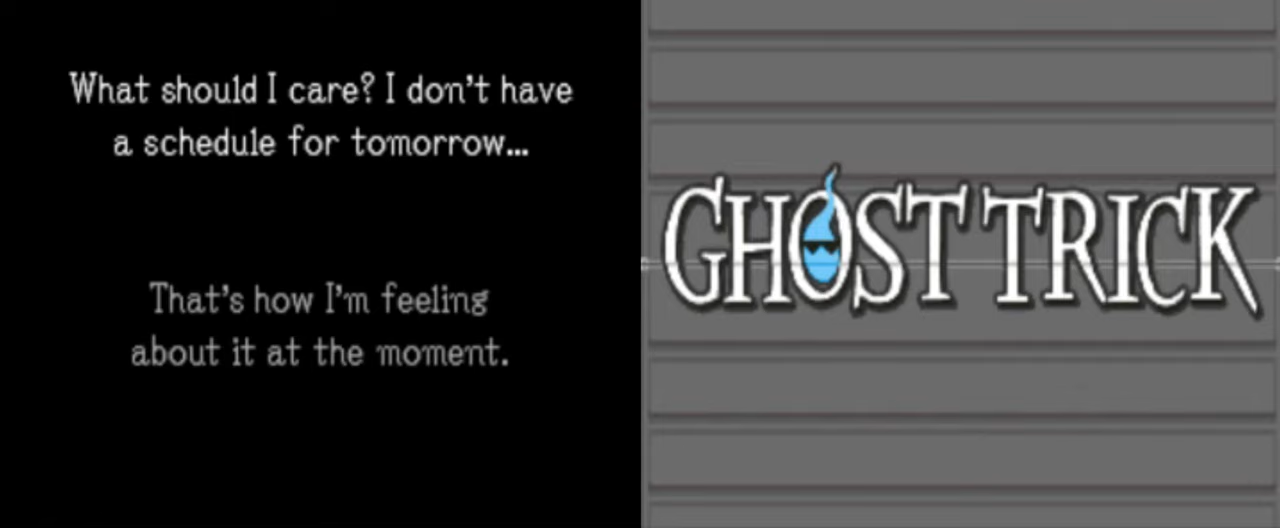 What should I care? I don't have
a schedule for tomorrow...
That's how I'm feeling
about it at the moment.
GHOST TRICK